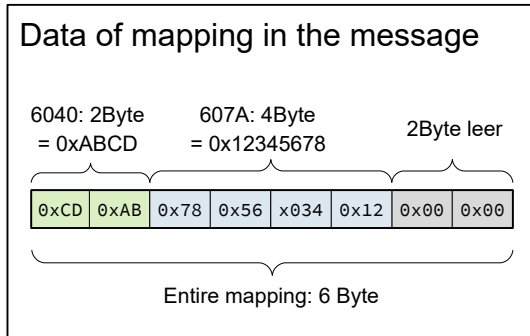 Data of mapping in the message
6040: 2Byte
= 0xABCD
607A: 4Byte
= 0x12345678
2Byte leer
0xCD 0xAB 0x78 0x56 x034 0x12 0x00 0x00
Entire mapping: 6 Byte